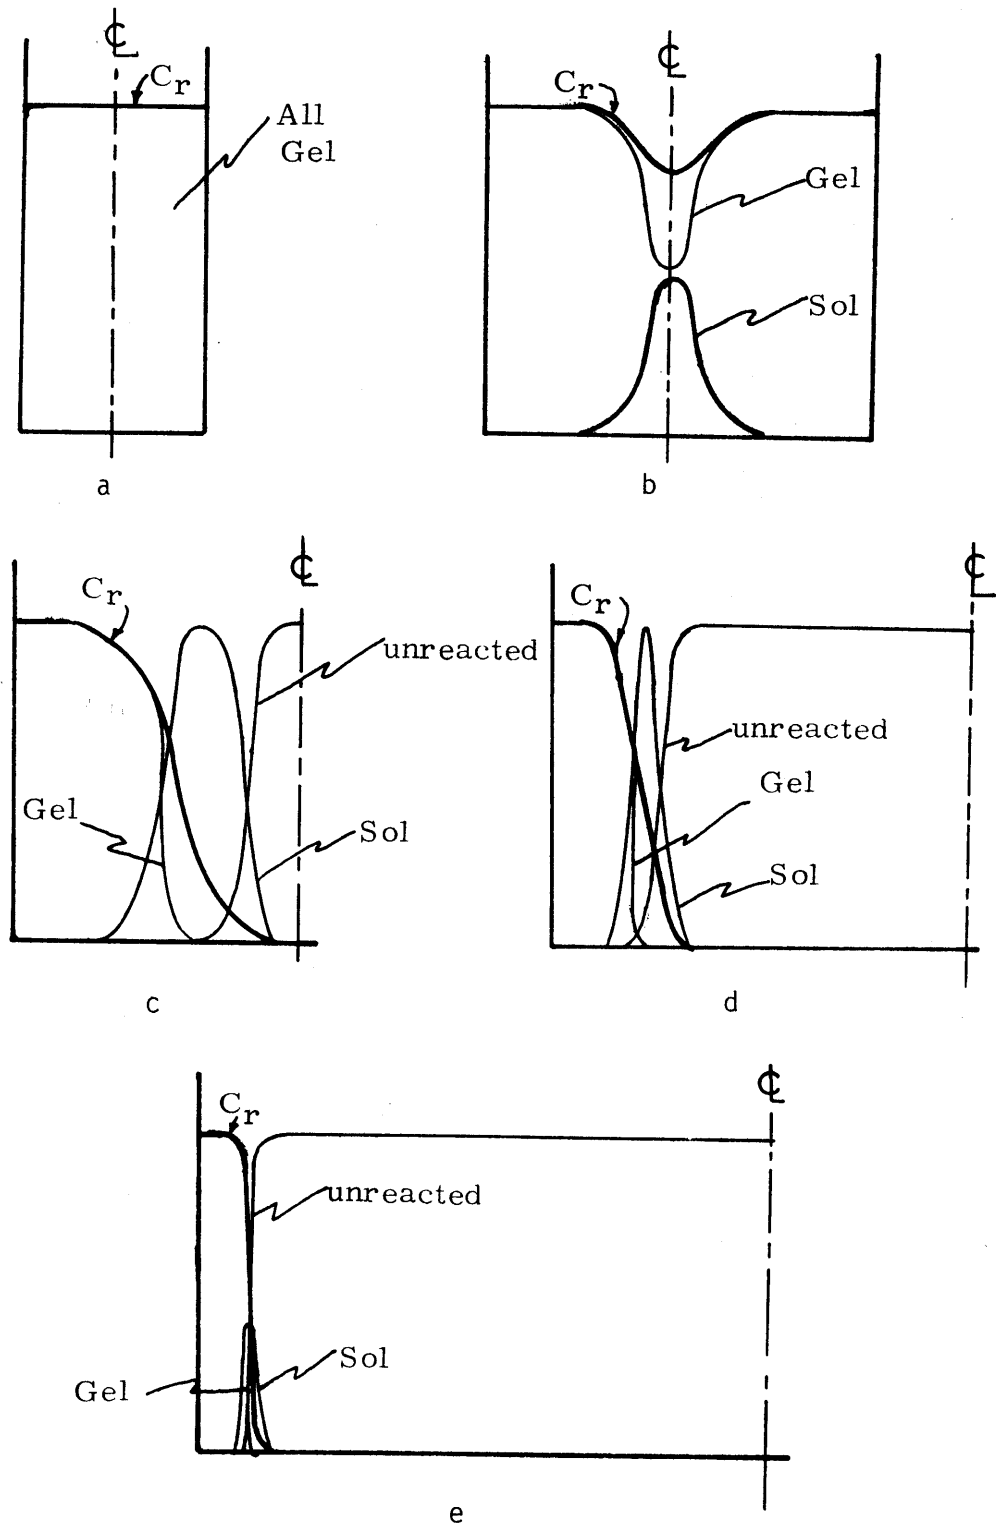 ℄
Cr
All
Gel
a
℄
Cr
Gel
Sol
b
℄
Cr
unreacted
Gel
Sol
c
℄
Cr
unreacted
Gel
Sol
d
℄
Cr
unreacted
Sol
Gel
e